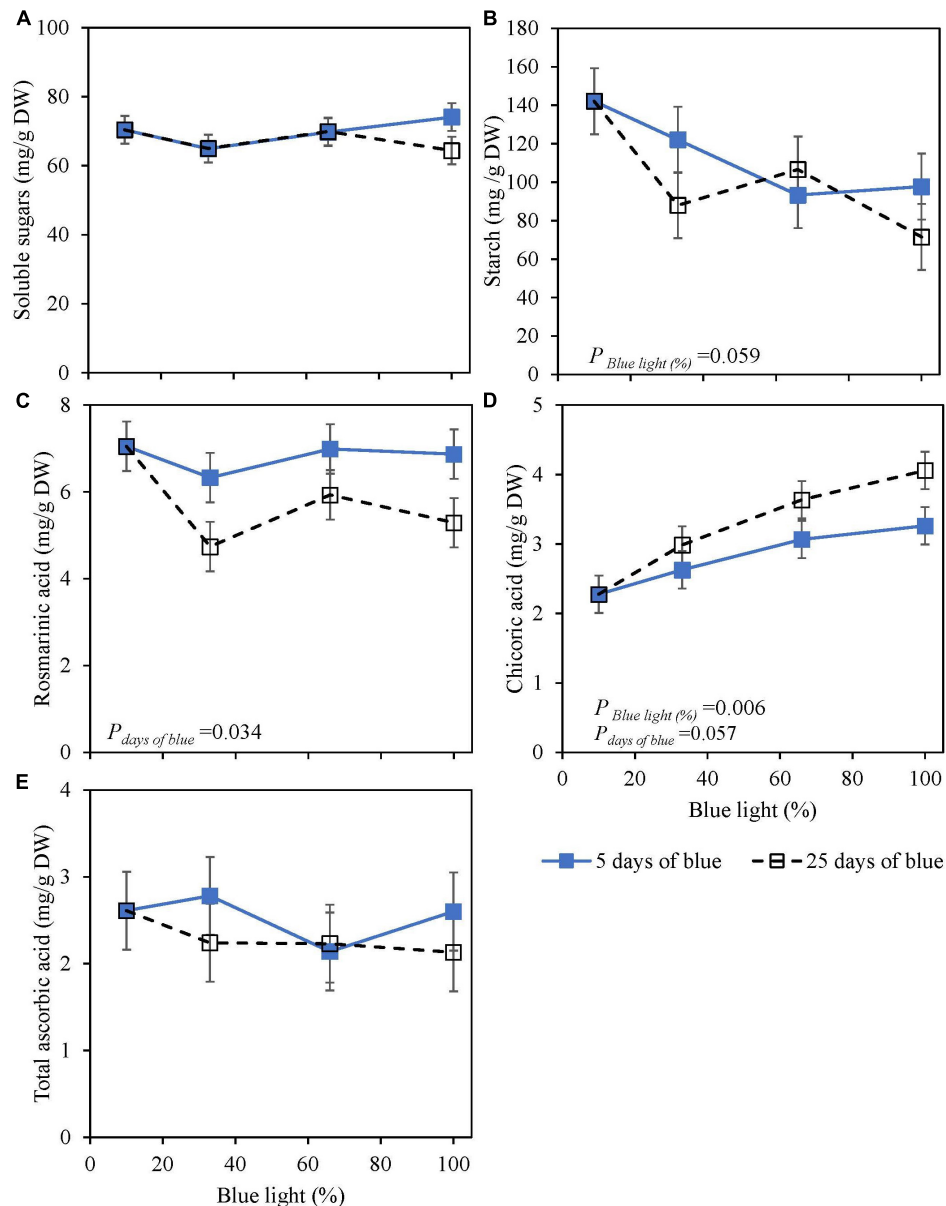 A
Soluble sugars (mg/g DW)
100
80
60
40
20
0
B
Starch (mg /g DW)
180
160
140
120
100
80
60
40
20
0
P Blue light (%) =0.059
C
Rosmarinic acid (mg/g DW)
8
6
4
2
0
P days of blue =0.034
D
Chicoric acid (mg/g DW)
5
4
3
2
1
0
P Blue light (%) =0.006
P days of blue =0.057
0 20 40 60 80 100
Blue light (%)
E
Total ascorbic acid (mg/g DW)
4
3
2
1
0
0 20 40 60 80 100
Blue light (%)
5 days of blue 25 days of blue